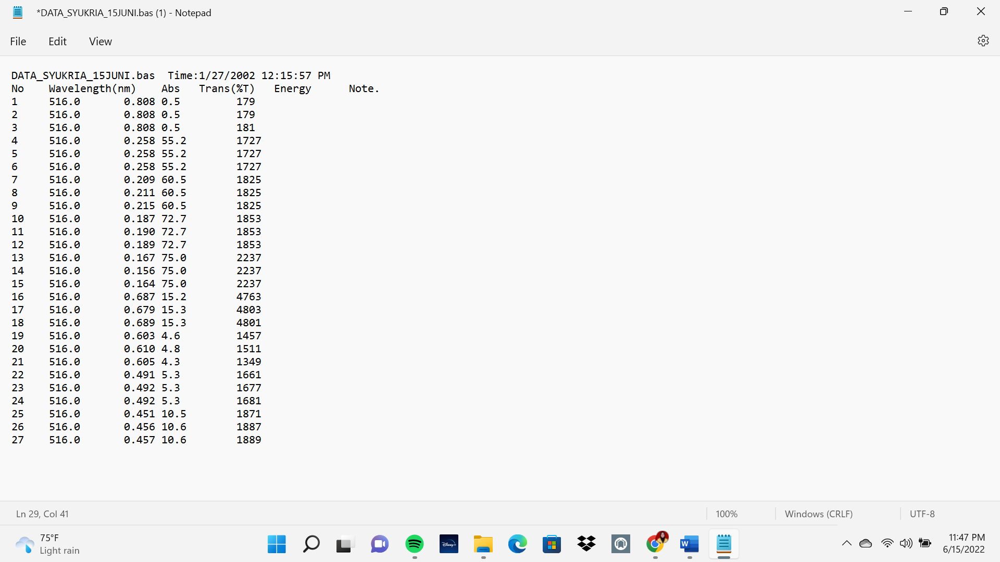 *DATA_SYUKRIA_15JUNI.bas (1) - Notepad
File Edit View
DATA_SYUKRIA_15JUNI.bas Time:1/27/2002 12:15:57 PM
No Wavelength(nm) Abs Trans(%T) Energy Note.
1 516.0 0.808 0.5 179
2 516.0 0.808 0.5 179
3 516.0 0.808 0.5 181
4 516.0 0.258 55.2 1727
5 516.0 0.258 55.2 1727
6 516.0 0.258 55.2 1727
7 516.0 0.209 60.5 1825
8 516.0 0.211 60.5 1825
9 516.0 0.215 60.5 1825
10 516.0 0.187 72.7 1853
11 516.0 0.190 72.7 1853
12 516.0 0.189 72.7 1853
13 516.0 0.167 75.0 2237
14 516.0 0.156 75.0 2237
15 516.0 0.164 75.0 2237
16 516.0 0.687 15.2 4763
17 516.0 0.679 15.3 4803
18 516.0 0.689 15.3 4801
19 516.0 0.603 4.6 1457
20 516.0 0.610 4.8 1511
21 516.0 0.605 4.3 1349
22 516.0 0.491 5.3 1661
23 516.0 0.492 5.3 1677
24 516.0 0.492 5.3 1681
25 516.0 0.451 10.5 1871
26 516.0 0.456 10.6 1887
27 516.0 0.457 10.6 1889
Ln 29, Col 41 100% Windows (CRLF) UTF-8
75°F
Light rain
Disney+
W
11:47 PM
6/15/2022